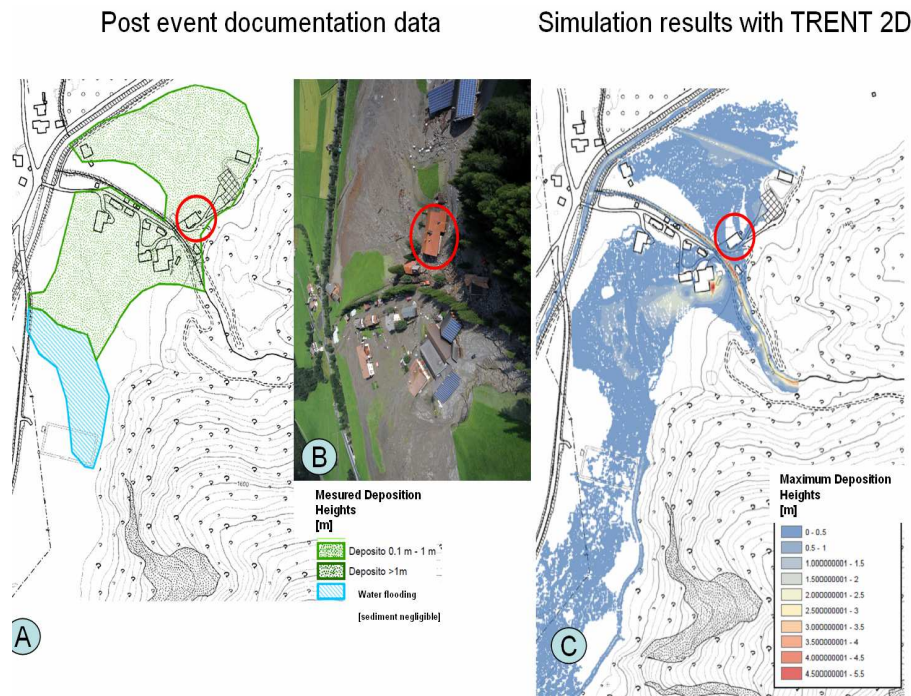 Post event documentation data
Simulation results with TRENT 2D
A
B
C
1600
Mesured Deposition
Heights
[m]
Deposito 0.1 m - 1 m
Deposito >1m
Water flooding
[sediment negligible]
Maximum Deposition
Heights
[m]
0 - 0.5
0.5 - 1
1.000000001 - 1.5
1.500000001 - 2
2.000000001 - 2.5
2.500000001 - 3
3.000000001 - 3.5
3.500000001 - 4
4.000000001 - 4.5
4.500000001 - 5.5